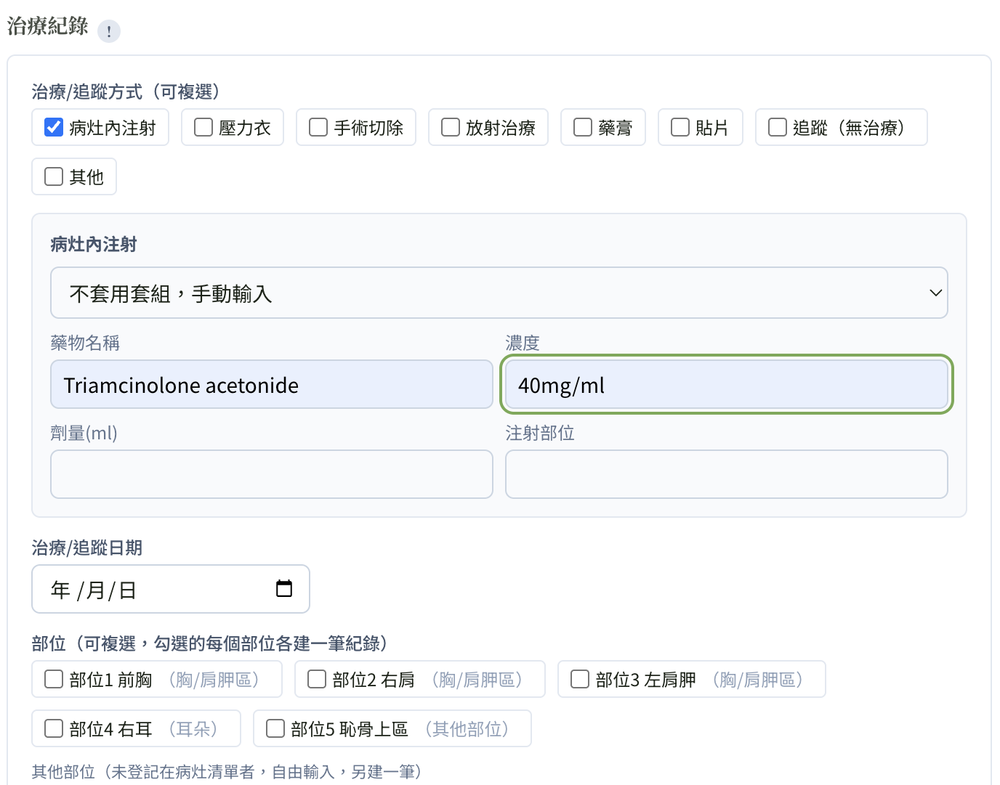 治療紀錄 !
治療/追蹤方式（可複選）
病灶內注射 壓力衣 手術切除 放射治療 藥膏 貼片 追蹤（無治療）
其他
病灶內注射
不套用套組，手動輸入
藥物名稱 濃度
Triamcinolone acetonide 40mg/ml
劑量(ml) 注射部位
治療/追蹤日期
年 /月/日
部位（可複選，勾選的每個部位各建一筆紀錄）
部位1 前胸 （胸/肩胛區） 部位2 右肩 （胸/肩胛區） 部位3 左肩胛 （胸/肩胛區）
部位4 右耳 （耳朵） 部位5 恥骨上區 （其他部位）
其他部位（未登記在病灶清單者，自由輸入，另建一筆）